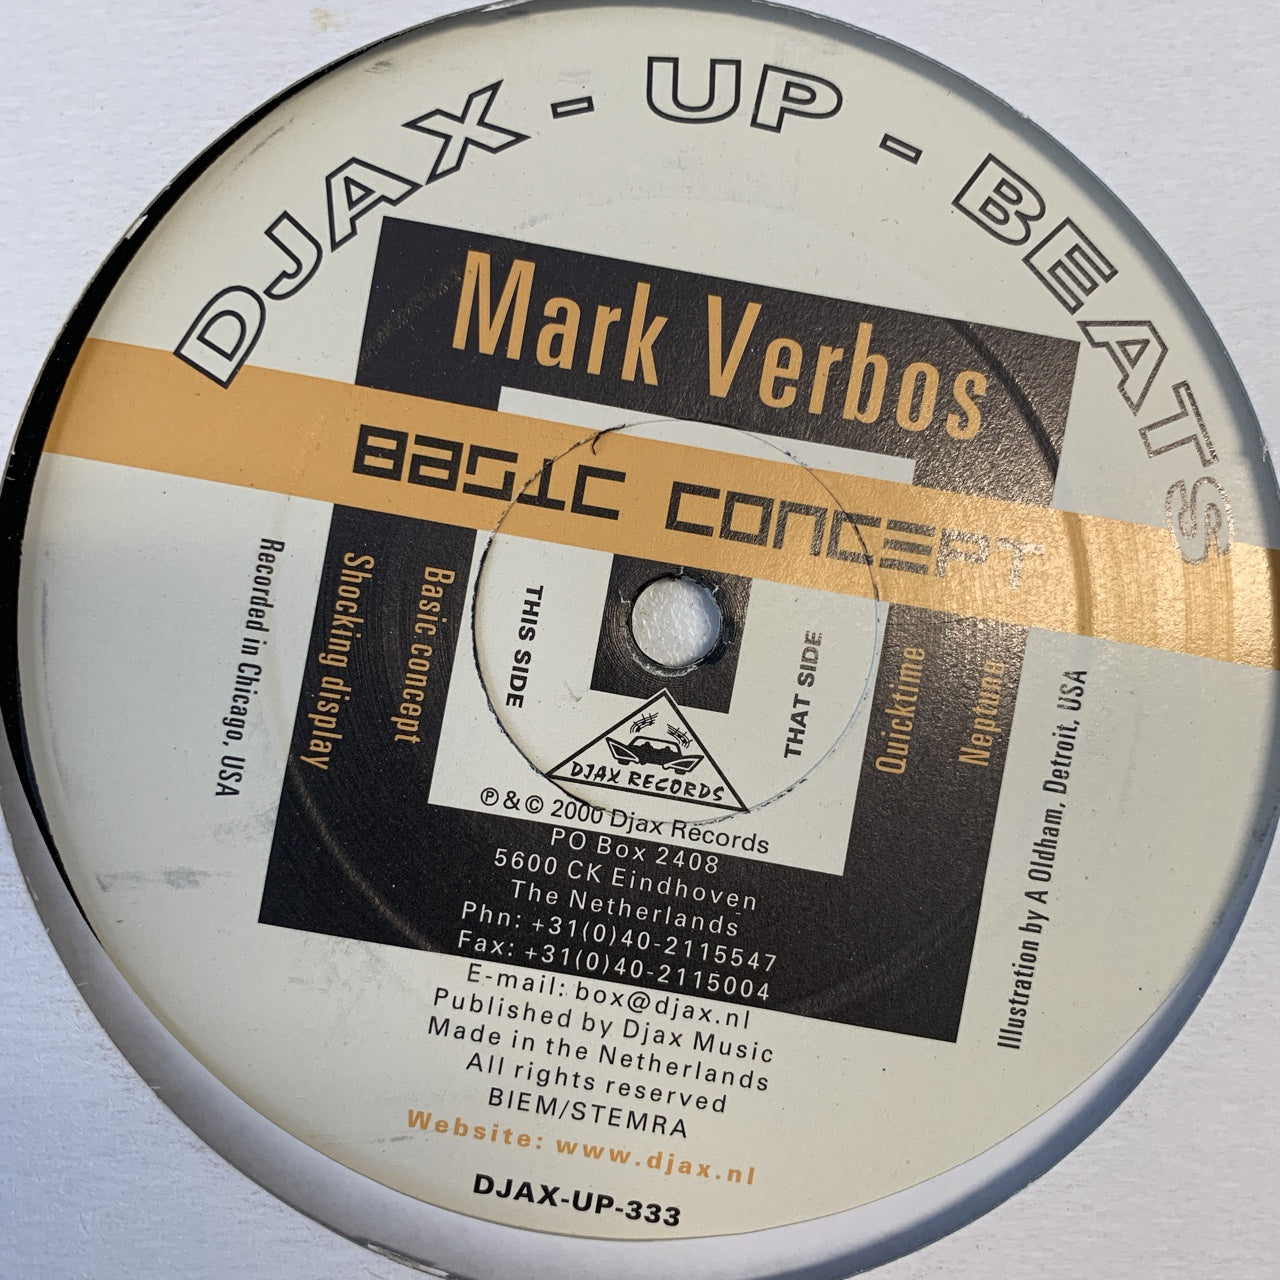 DJAX - UP - BEATS
Mark Verbos
BASIC CONCEPT
Recorded in Chicago, USA
Shocking display
Basic concept
THIS SIDE
THAT SIDE
Quicktime
Neptune
Illustration by A Oldham, Detroit, USA
DJAX RECORDS
℗ & © 2000 Djax Records
PO Box 2408
5600 CK Eindhoven
The Netherlands
Phn: +31(0)40-2115547
Fax: +31(0)40-2115004
E-mail: box@djax.nl
Published by Djax Music
Made in the Netherlands
All rights reserved
BIEM/STEMRA
Website: www.djax.nl
DJAX-UP-333